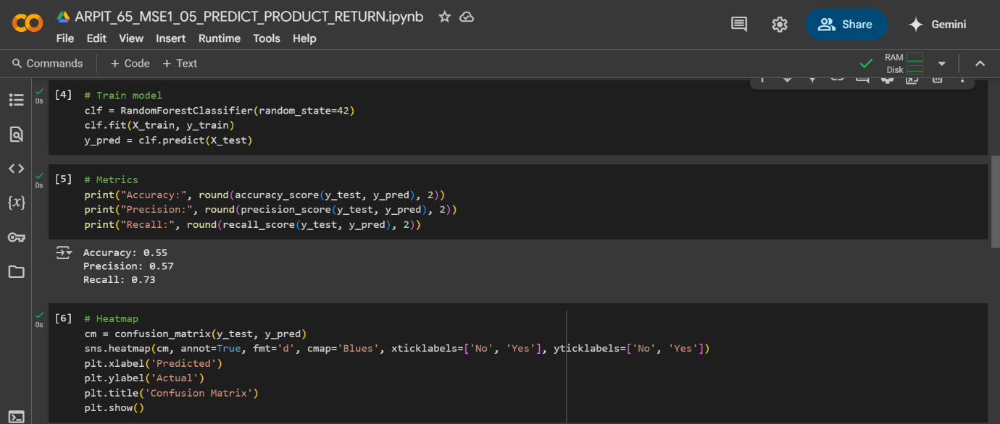 ARPIT_65_MSE1_05_PREDICT_PRODUCT_RETURN.ipynb
File Edit View Insert Runtime Tools Help
Share
Gemini
Commands + Code + Text
RAM
Disk
0s
[4] # Train model
clf = RandomForestClassifier(random_state=42)
clf.fit(X_train, y_train)
y_pred = clf.predict(X_test)
0s
[5] # Metrics
print("Accuracy:", round(accuracy_score(y_test, y_pred), 2))
print("Precision:", round(precision_score(y_test, y_pred), 2))
print("Recall:", round(recall_score(y_test, y_pred), 2))
Accuracy: 0.55
Precision: 0.57
Recall: 0.73
0s
[6] # Heatmap
cm = confusion_matrix(y_test, y_pred)
sns.heatmap(cm, annot=True, fmt='d', cmap='Blues', xticklabels=['No', 'Yes'], yticklabels=['No', 'Yes'])
plt.xlabel('Predicted')
plt.ylabel('Actual')
plt.title('Confusion Matrix')
plt.show()